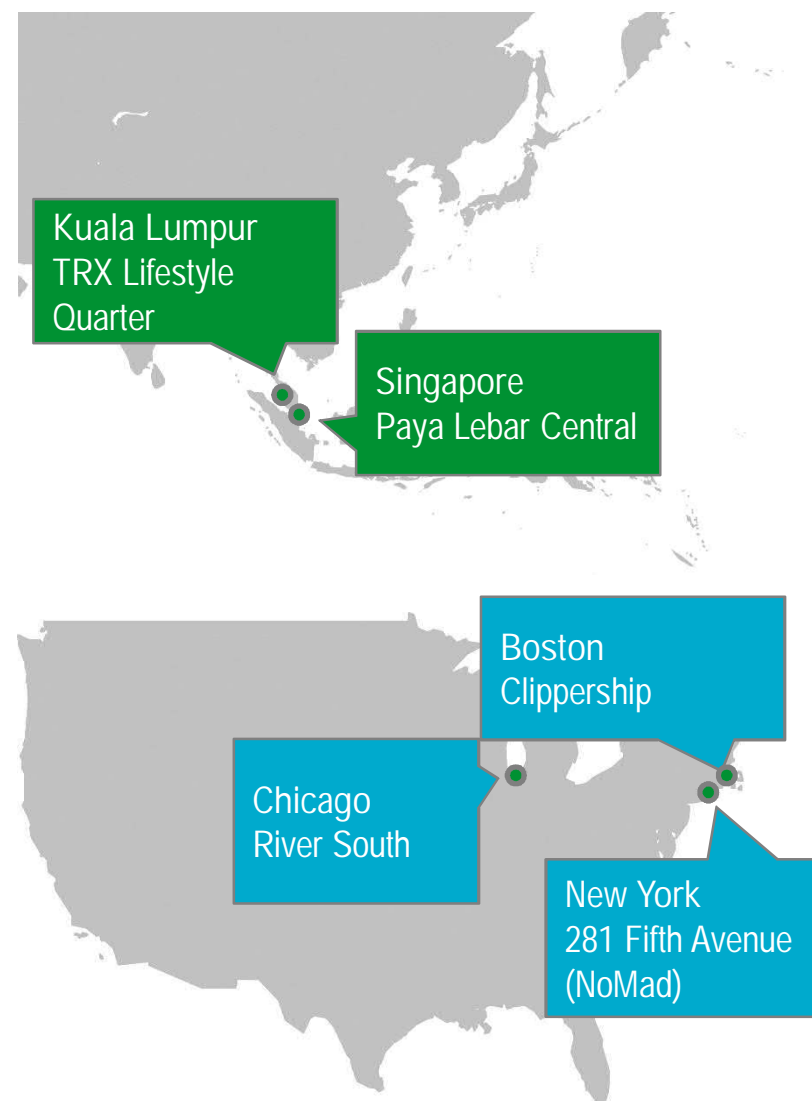 Kuala Lumpur
TRX Lifestyle
Quarter
Singapore
Paya Lebar Central
Boston
Clippership
Chicago
River South
New York
281 Fifth Avenue
(NoMad)